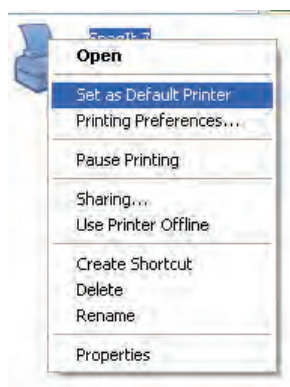 Open
Set as Default Printer
Printing Preferences...
Pause Printing
Sharing...
Use Printer Offline
Create Shortcut
Delete
Rename
Properties